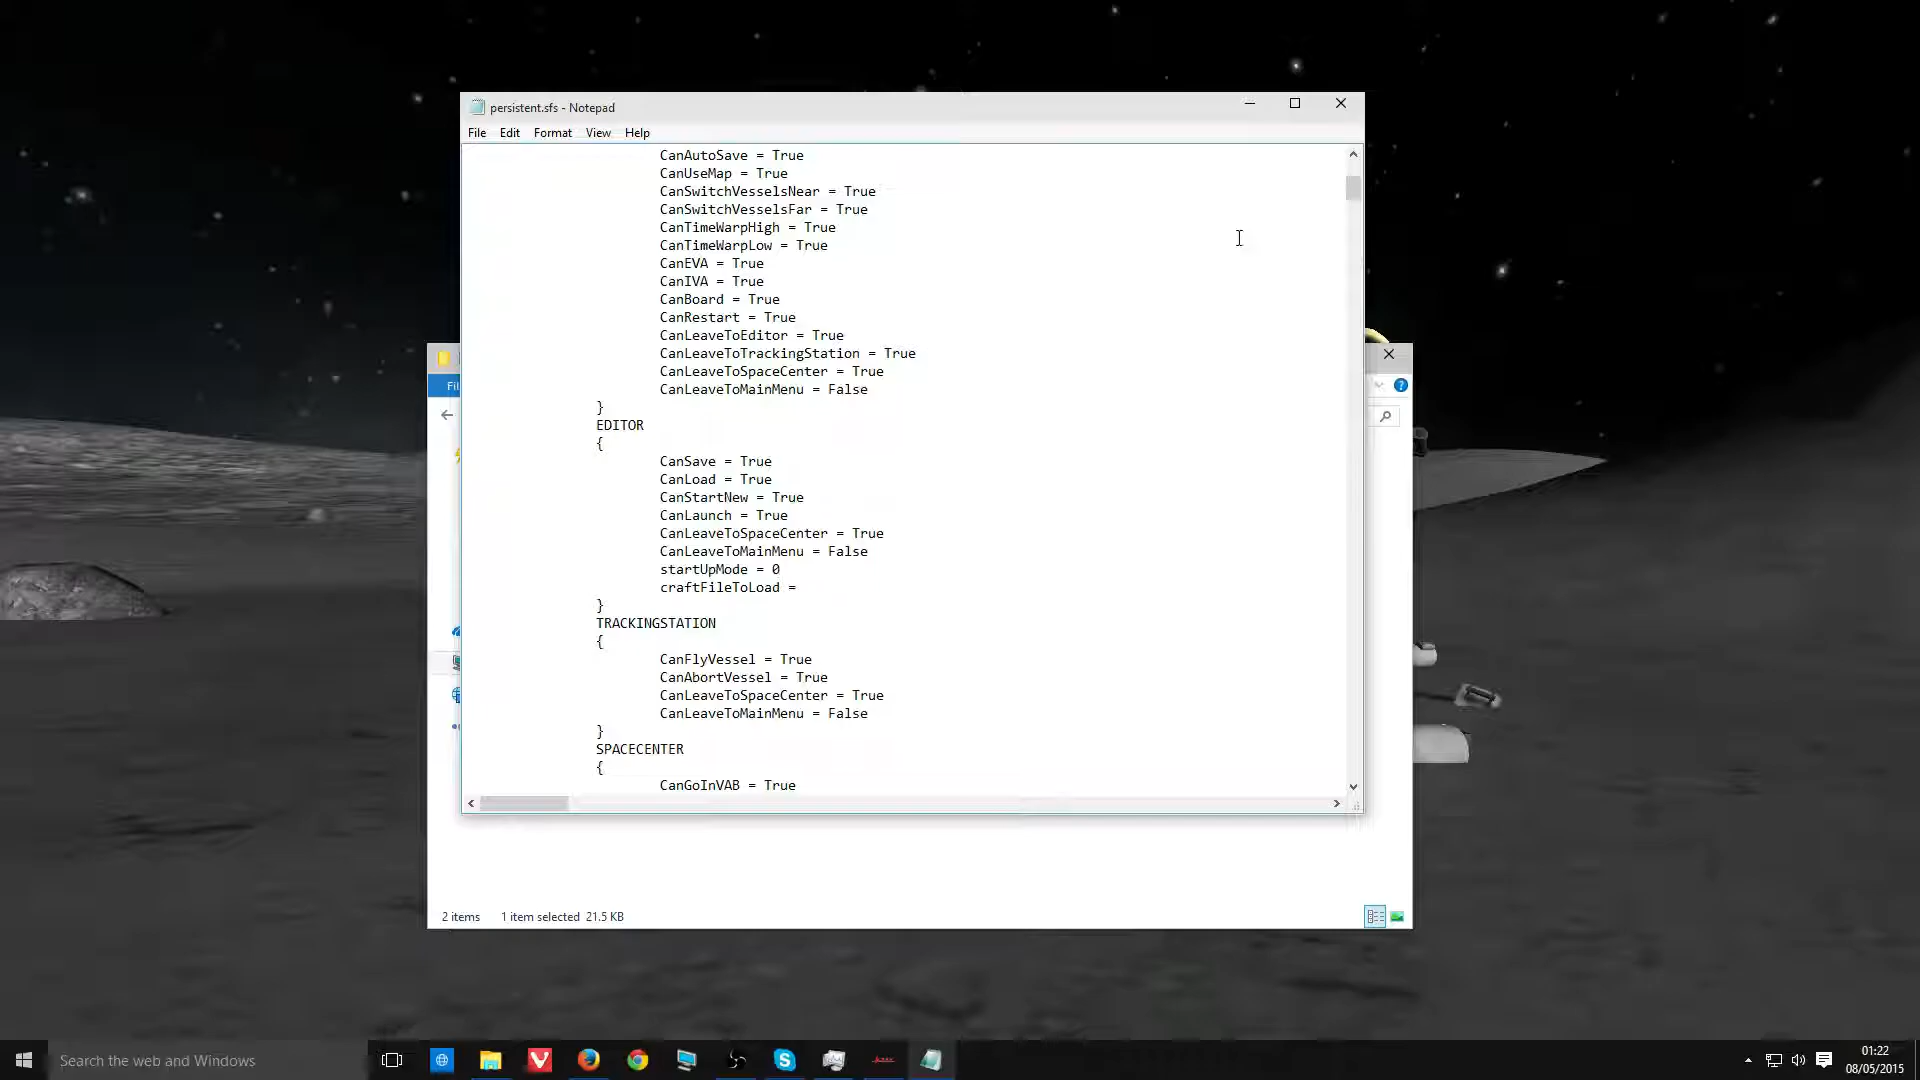 persistent.sfs - Notepad
File Edit Format View Help
CanAutoSave = True
CanUseMap = True
CanSwitchVesselsNear = True
CanSwitchVesselsFar = True
CanTimeWarpHigh = True
CanTimeWarpLow = True
CanEVA = True
CanIVA = True
CanBoard = True
CanRestart = True
CanLeaveToEditor = True
CanLeaveToTrackingStation = True
CanLeaveToSpaceCenter = True
CanLeaveToMainMenu = False
}
EDITOR
{
CanSave = True
CanLoad = True
CanStartNew = True
CanLaunch = True
CanLeaveToSpaceCenter = True
CanLeaveToMainMenu = False
startUpMode = 0
craftFileToLoad =
}
TRACKINGSTATION
{
CanFlyVessel = True
CanAbortVessel = True
CanLeaveToSpaceCenter = True
CanLeaveToMainMenu = False
}
SPACECENTER
{
CanGoInVAB = True
2 items 1 item selected 21.5 KB
Search the web and Windows
01:22
08/05/2015